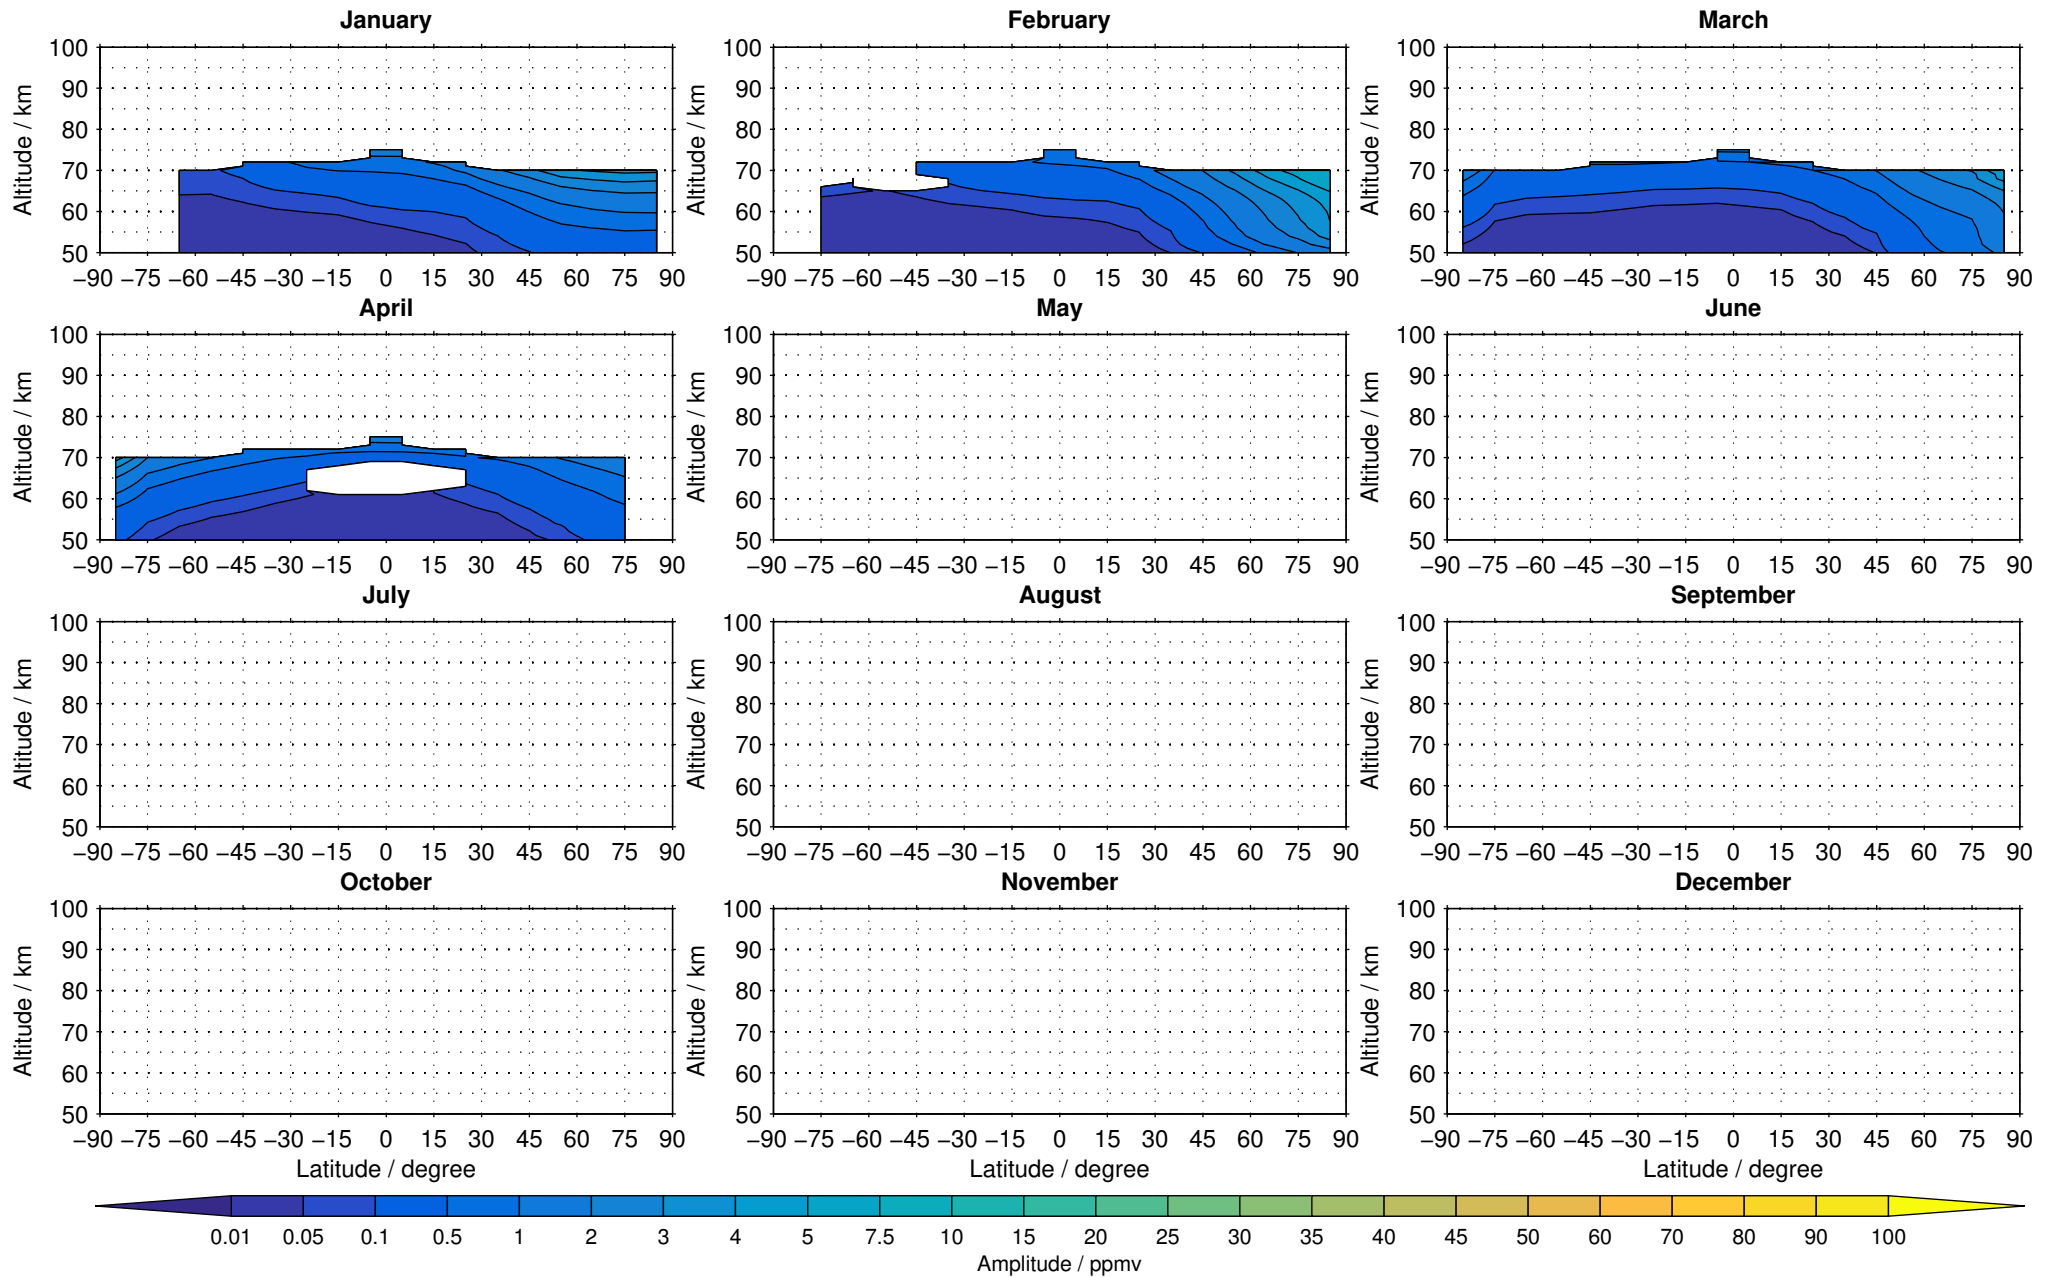 January February March
100 100 100
90 90 90
80 80 80
70 70 70
60 60 60
50 50 50
Altitude / km Altitude / km Altitude / km
−90 −75 −60 −45 −30 −15 0 15 30 45 60 75 90 −90 −75 −60 −45 −30 −15 0 15 30 45 60 75 90 −90 −75 −60 −45 −30 −15 0 15 30 45 60 75 90
April May June
100 100 100
90 90 90
80 80 80
70 70 70
60 60 60
50 50 50
Altitude / km Altitude / km Altitude / km
−90 −75 −60 −45 −30 −15 0 15 30 45 60 75 90 −90 −75 −60 −45 −30 −15 0 15 30 45 60 75 90 −90 −75 −60 −45 −30 −15 0 15 30 45 60 75 90
July August September
100 100 100
90 90 90
80 80 80
70 70 70
60 60 60
50 50 50
Altitude / km Altitude / km Altitude / km
−90 −75 −60 −45 −30 −15 0 15 30 45 60 75 90 −90 −75 −60 −45 −30 −15 0 15 30 45 60 75 90 −90 −75 −60 −45 −30 −15 0 15 30 45 60 75 90
October November December
100 100 100
90 90 90
80 80 80
70 70 70
60 60 60
50 50 50
Altitude / km Altitude / km Altitude / km
−90 −75 −60 −45 −30 −15 0 15 30 45 60 75 90 −90 −75 −60 −45 −30 −15 0 15 30 45 60 75 90 −90 −75 −60 −45 −30 −15 0 15 30 45 60 75 90
Latitude / degree Latitude / degree Latitude / degree
0.01 0.05 0.1 0.5 1 2 3 4 5 7.5 10 15 20 25 30 35 40 45 50 60 70 80 90 100
Amplitude / ppmv